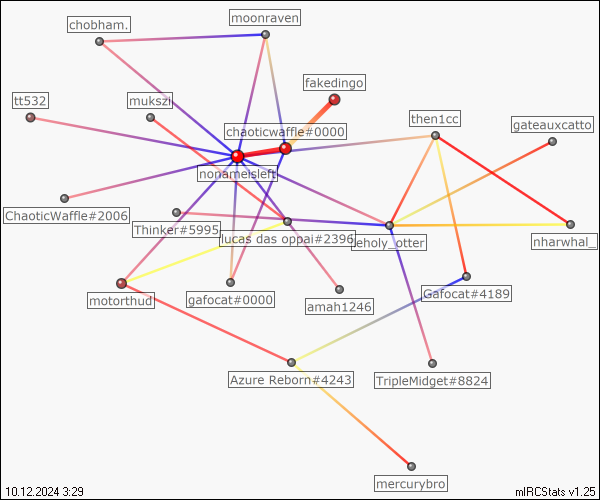 moonraven
chobham.
fakedingo
tt532
mukszi
then1cc
gateauxcatto
chaoticwaffle#0000
nonameisleft
ChaoticWaffle#2006
Thinker#5995
lucas das oppai#2396
eholy_otter
nharwhal_
motorthud
gafocat#0000
amah1246
Gafocat#4189
Azure Reborn#4243
TripleMidget#8824
mercurybro
10.12.2024 3:29
mIRCStats v1.25